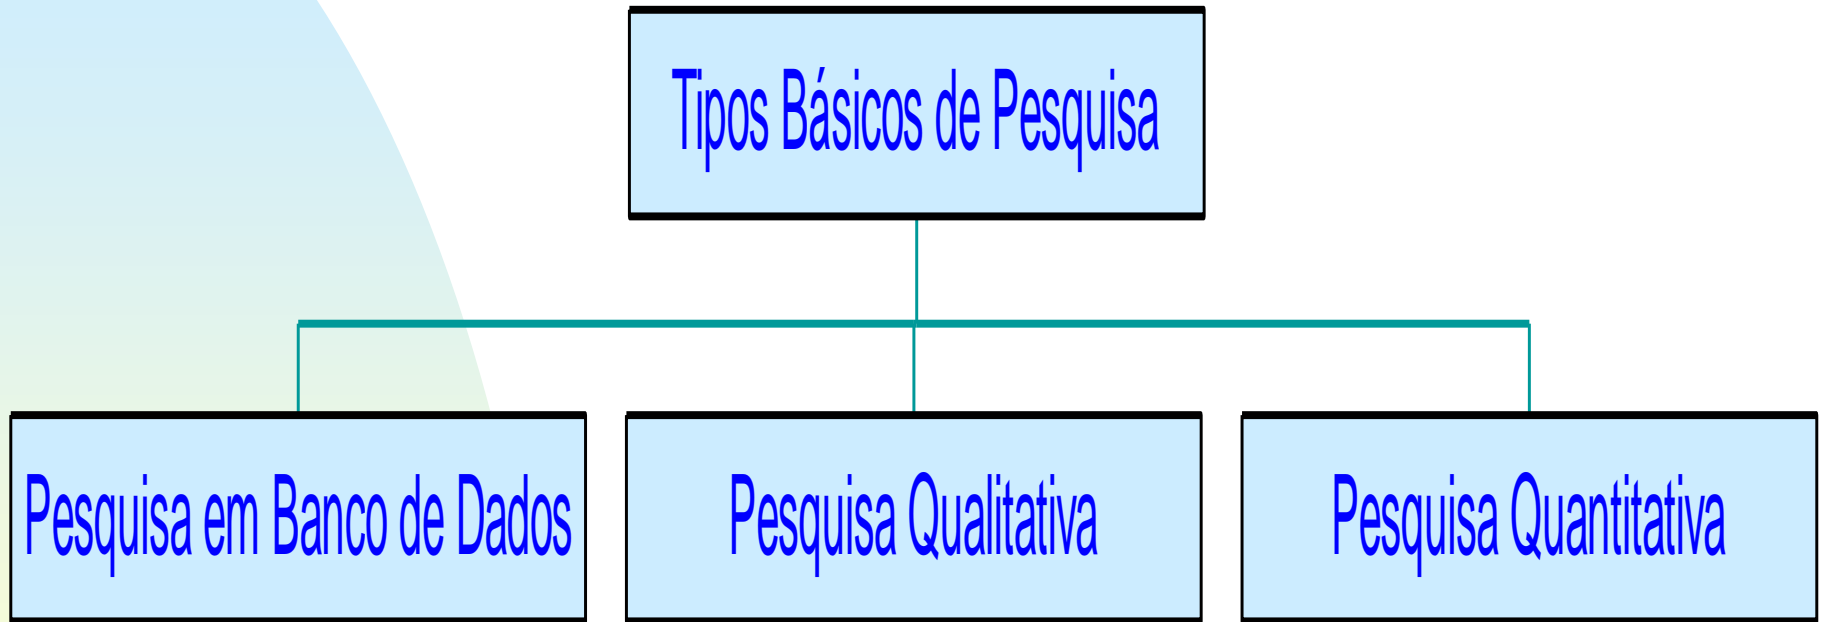 Tipos Básicos de Pesquisa
Pesquisa em Banco de Dados
Pesquisa Qualitativa
Pesquisa Quantitativa